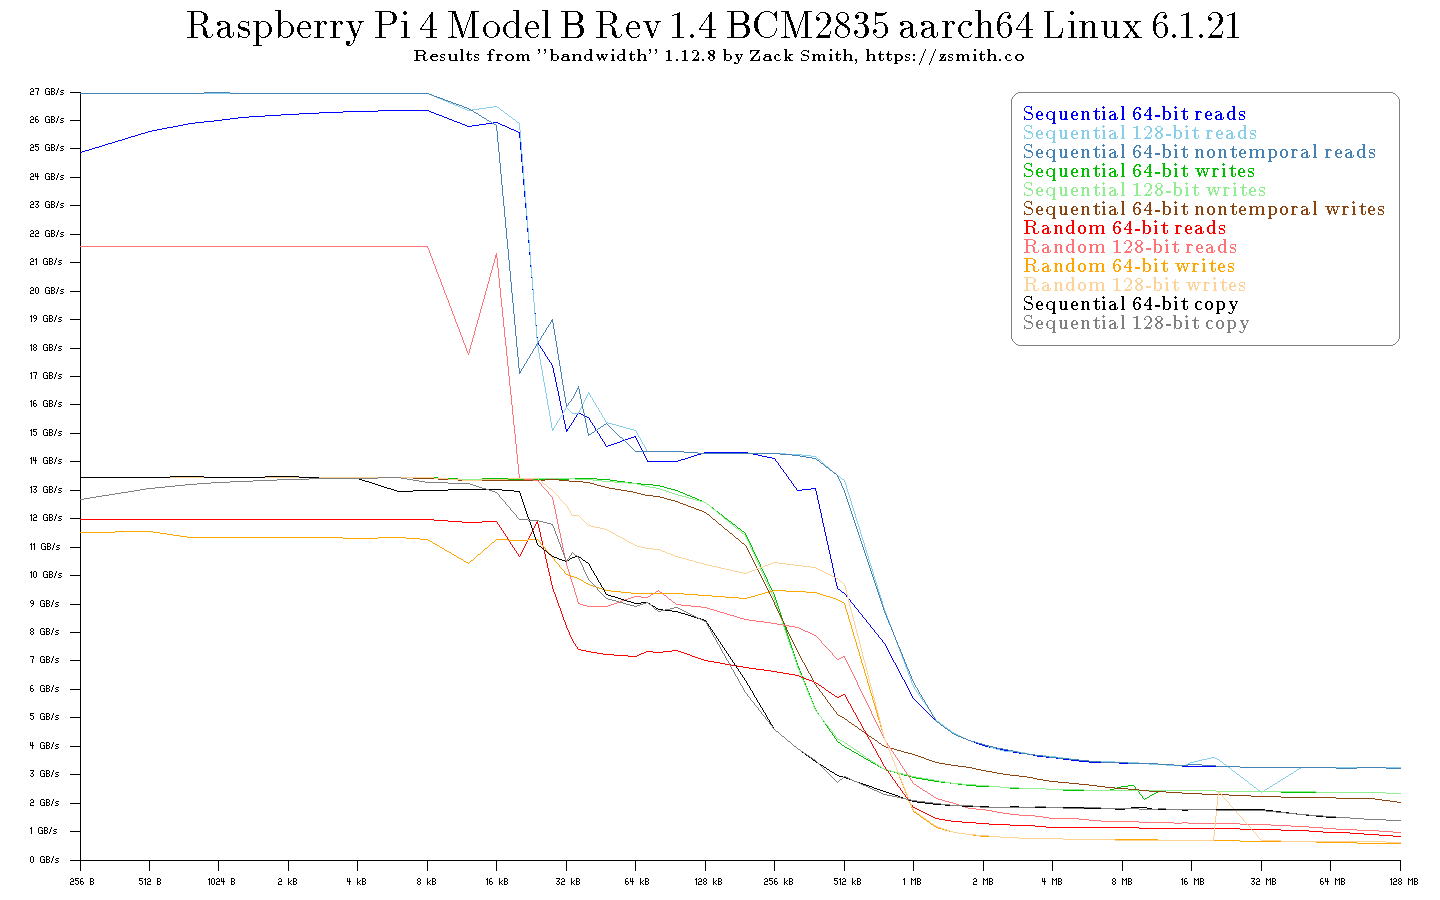 Raspberry Pi 4 Model B Rev 1.4 BCM2835 aarch64 Linux 6.1.21
Results from "bandwidth" 1.12.8 by Zack Smith, https://zsmith.co
27 GB/s
26 GB/s
25 GB/s
24 GB/s
23 GB/s
22 GB/s
21 GB/s
20 GB/s
19 GB/s
18 GB/s
17 GB/s
16 GB/s
15 GB/s
14 GB/s
13 GB/s
12 GB/s
11 GB/s
10 GB/s
9 GB/s
8 GB/s
7 GB/s
6 GB/s
5 GB/s
4 GB/s
3 GB/s
2 GB/s
1 GB/s
0 GB/s
Sequential 64-bit reads
Sequential 128-bit reads
Sequential 64-bit nontemporal reads
Sequential 64-bit writes
Sequential 128-bit writes
Sequential 64-bit nontemporal writes
Random 64-bit reads
Random 128-bit reads
Random 64-bit writes
Random 128-bit writes
Sequential 64-bit copy
Sequential 128-bit copy
256 B 512 B 1024 B 2 kB 4 kB 8 kB 16 kB 32 kB 64 kB 128 kB 256 kB 512 kB 1 MB 2 MB 4 MB 8 MB 16 MB 32 MB 64 MB 128 MB